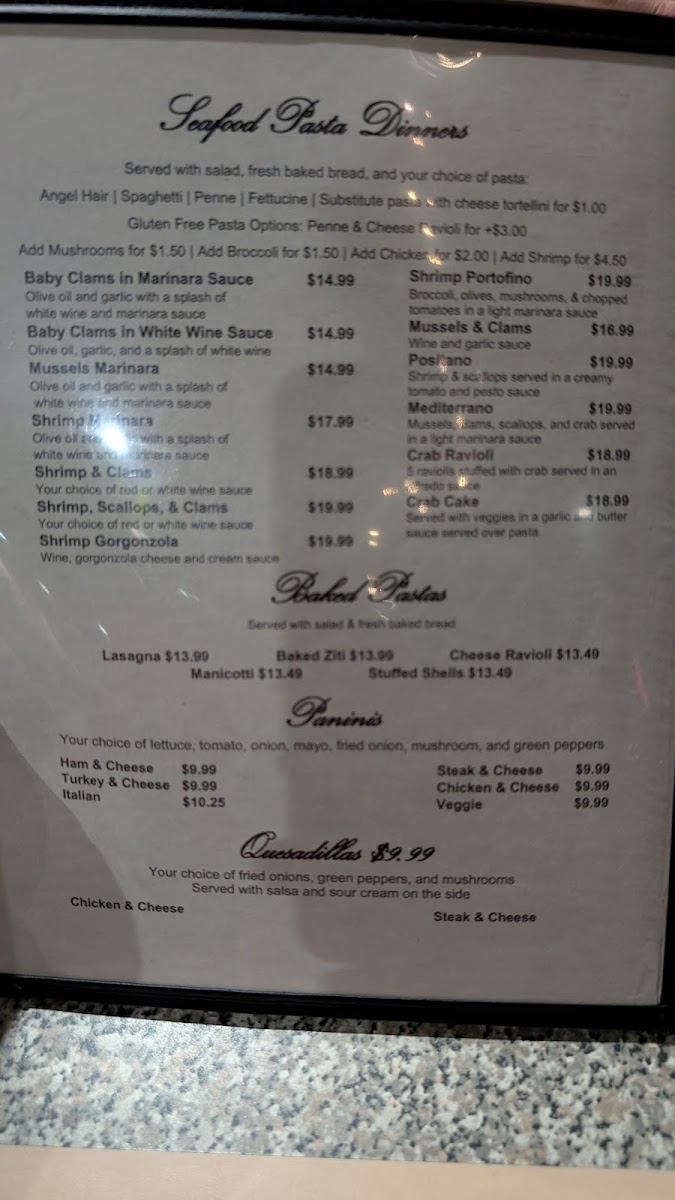 Seafood Pasta Dinners
Served with salad, fresh baked bread, and your choice of pasta:
Angel Hair | Spaghetti | Penne | Fettucine | Substitute pasta with cheese tortellini for $1.00
Gluten Free Pasta Options: Penne & Cheese Ravioli for +$3.00
Add Mushrooms for $1.50 | Add Broccoli for $1.50 | Add Chicken for $2.00 | Add Shrimp for $4.50
Baby Clams in Marinara Sauce $14.99
Olive oil and garlic with a splash of
white wine and marinara sauce
Baby Clams in White Wine Sauce $14.99
Olive oil, garlic, and a splash of white wine
Mussels Marinara $14.99
Olive oil and garlic with a splash of
white wine and marinara sauce
Shrimp Marinara $17.99
Olive oil with a splash of
white wine and marinara sauce
Shrimp & Clams $18.99
Your choice of red or white wine sauce
Shrimp, Scallops, & Clams $19.99
Your choice of red or white wine sauce
Shrimp Gorgonzola $19.99
Wine, gorgonzola cheese and cream sauce
Shrimp Portofino $19.99
Broccoli, olives, mushrooms, & chopped
tomatoes in a light marinara sauce
Mussels & Clams $16.99
Wine and garlic sauce
Positano $19.99
Shrimp & scallops served in a creamy
tomato and pesto sauce
Mediterrano $19.99
Mussels, clams, scallops, and crab served
in a light marinara sauce
Crab Ravioli $18.99
5 raviolis stuffed with crab served in an
alfredo sauce
Crab Cake $18.99
Served with veggies in a garlic and butter
sauce served over pasta
Baked Pastas
Served with salad & fresh baked bread
Lasagna $13.99 Baked Ziti $13.99 Cheese Ravioli $13.49
Manicotti $13.49 Stuffed Shells $13.49
Paninis
Your choice of lettuce, tomato, onion, mayo, fried onion, mushroom, and green peppers
Ham & Cheese $9.99
Turkey & Cheese $9.99
Italian $10.25
Steak & Cheese $9.99
Chicken & Cheese $9.99
Veggie $9.99
Quesadillas $9.99
Your choice of fried onions, green peppers, and mushrooms
Served with salsa and sour cream on the side
Chicken & Cheese
Steak & Cheese